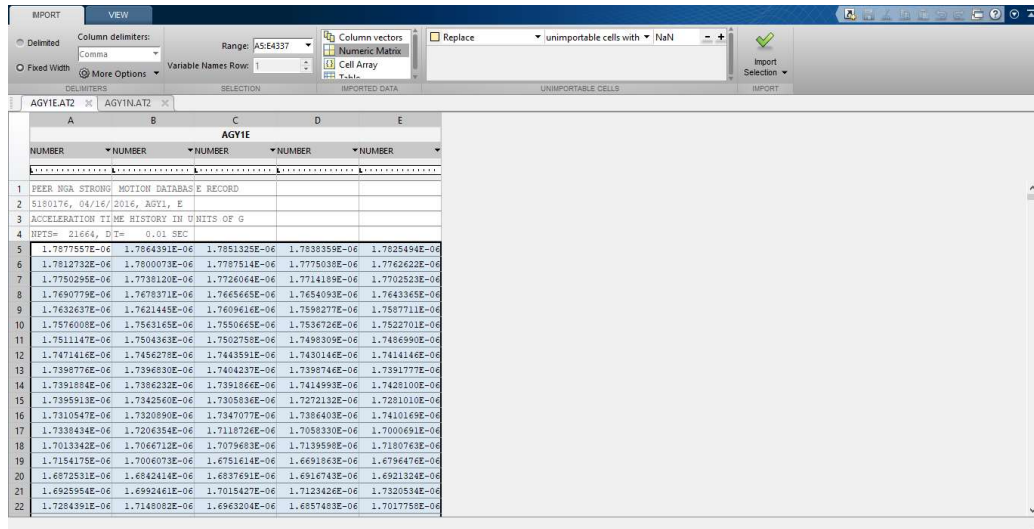 IMPORT VIEW
Delimited Column delimiters:
Comma
Fixed Width More Options
DELIMITERS
Range: A5:E4337
Variable Names Row: 1
SELECTION
Column vectors
Numeric Matrix
Cell Array
Table
IMPORTED DATA
Replace unimportable cells with NaN - +
UNIMPORTABLE CELLS
Import
Selection
IMPORT
AGY1E.AT2 AGY1N.AT2
A B C D E
AGY1E
NUMBER NUMBER NUMBER NUMBER NUMBER
1 PEER NGA STRONG MOTION DATABAS E RECORD
2 5180176, 04/16/ 2016, AGY1, E
3 ACCELERATION TI ME HISTORY IN U NITS OF G
4 NPTS= 21664, D T= 0.01 SEC
5 1.7877557E-06 1.7864391E-06 1.7851325E-06 1.7838359E-06 1.7825494E-06
6 1.7812732E-06 1.7800073E-06 1.7787514E-06 1.7775038E-06 1.7762622E-06
7 1.7750295E-06 1.7738120E-06 1.7726064E-06 1.7714189E-06 1.7702523E-06
8 1.7690779E-06 1.7678371E-06 1.7665665E-06 1.7654093E-06 1.7643365E-06
9 1.7632637E-06 1.7621445E-06 1.7609616E-06 1.7598277E-06 1.7587711E-06
10 1.7576008E-06 1.7563165E-06 1.7550665E-06 1.7536726E-06 1.7522701E-06
11 1.7511147E-06 1.7504363E-06 1.7502758E-06 1.7498309E-06 1.7486990E-06
12 1.7471416E-06 1.7456278E-06 1.7443591E-06 1.7430146E-06 1.7414146E-06
13 1.7398776E-06 1.7396830E-06 1.7404237E-06 1.7398746E-06 1.7391777E-06
14 1.7391884E-06 1.7386232E-06 1.7391866E-06 1.7414993E-06 1.7428100E-06
15 1.7395913E-06 1.7342560E-06 1.7305836E-06 1.7272132E-06 1.7281010E-06
16 1.7310547E-06 1.7320890E-06 1.7347077E-06 1.7386403E-06 1.7410169E-06
17 1.7338434E-06 1.7206354E-06 1.7118726E-06 1.7058330E-06 1.7000691E-06
18 1.7013342E-06 1.7066712E-06 1.7079683E-06 1.7139598E-06 1.7180763E-06
19 1.7154175E-06 1.7006073E-06 1.6751614E-06 1.6691863E-06 1.6796476E-06
20 1.6872531E-06 1.6842414E-06 1.6837691E-06 1.6916743E-06 1.6921324E-06
21 1.6925954E-06 1.6992461E-06 1.7015427E-06 1.7123426E-06 1.7320534E-06
22 1.7284391E-06 1.7148082E-06 1.6963204E-06 1.6857483E-06 1.7017758E-06